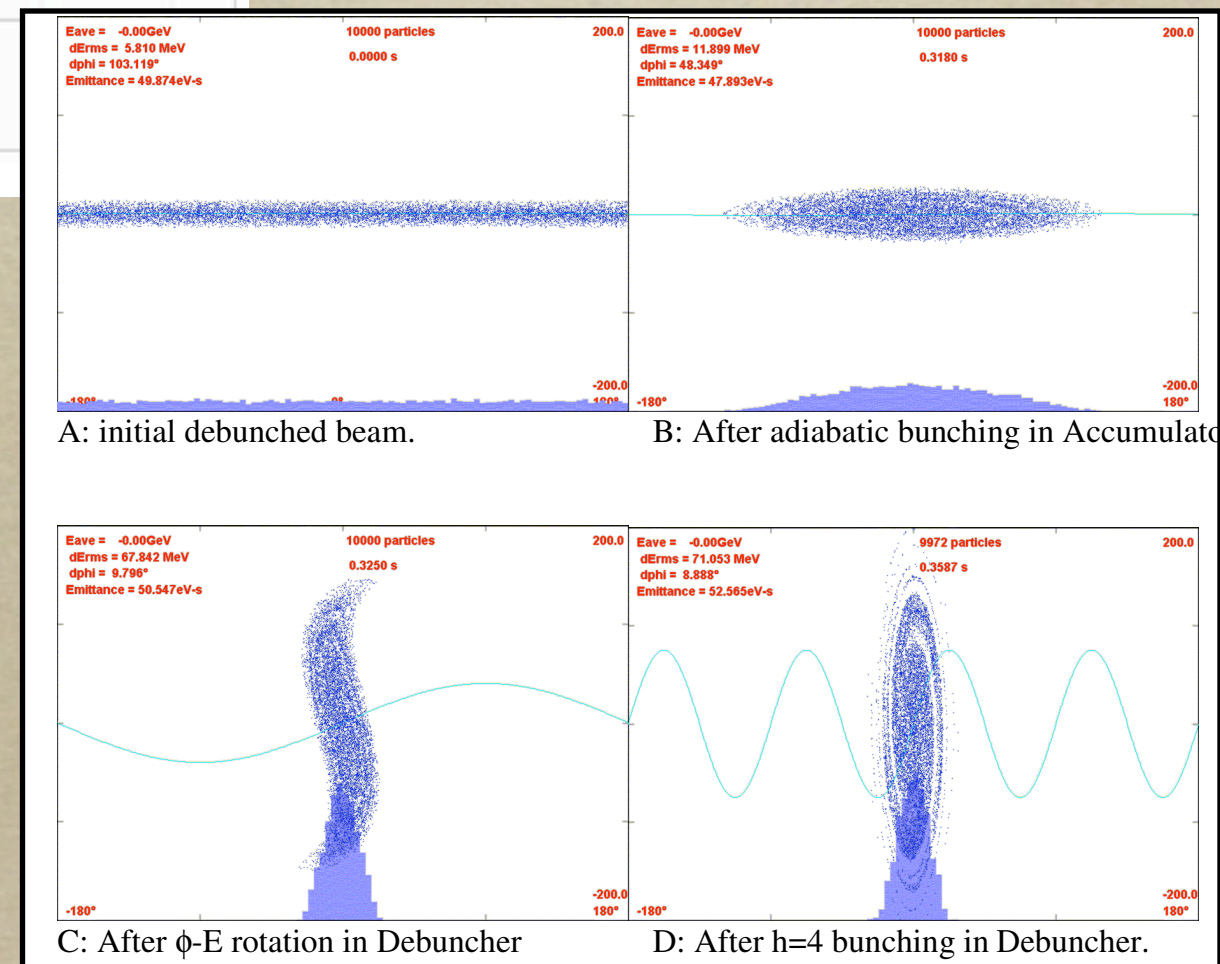 Eave = -0.00GeV
dErms = 5.810 MeV
dphi = 103.119°
Emittance = 49.874eV-s
10000 particles
0.0000 s
200.0
-200.0
-180°
0°
180°
A: initial debunched beam.
Eave = -0.00GeV
dErms = 11.899 MeV
dphi = 48.349°
Emittance = 47.893eV-s
10000 particles
0.3180 s
200.0
-200.0
-180°
180°
B: After adiabatic bunching in Accumulato
Eave = -0.00GeV
dErms = 67.842 MeV
dphi = 9.796°
Emittance = 50.547eV-s
10000 particles
0.3250 s
200.0
-200.0
-180°
180°
C: After ϕ-E rotation in Debuncher
Eave = -0.00GeV
dErms = 71.053 MeV
dphi = 8.888°
Emittance = 52.565eV-s
9972 particles
0.3587 s
200.0
-200.0
-180°
180°
D: After h=4 bunching in Debuncher.